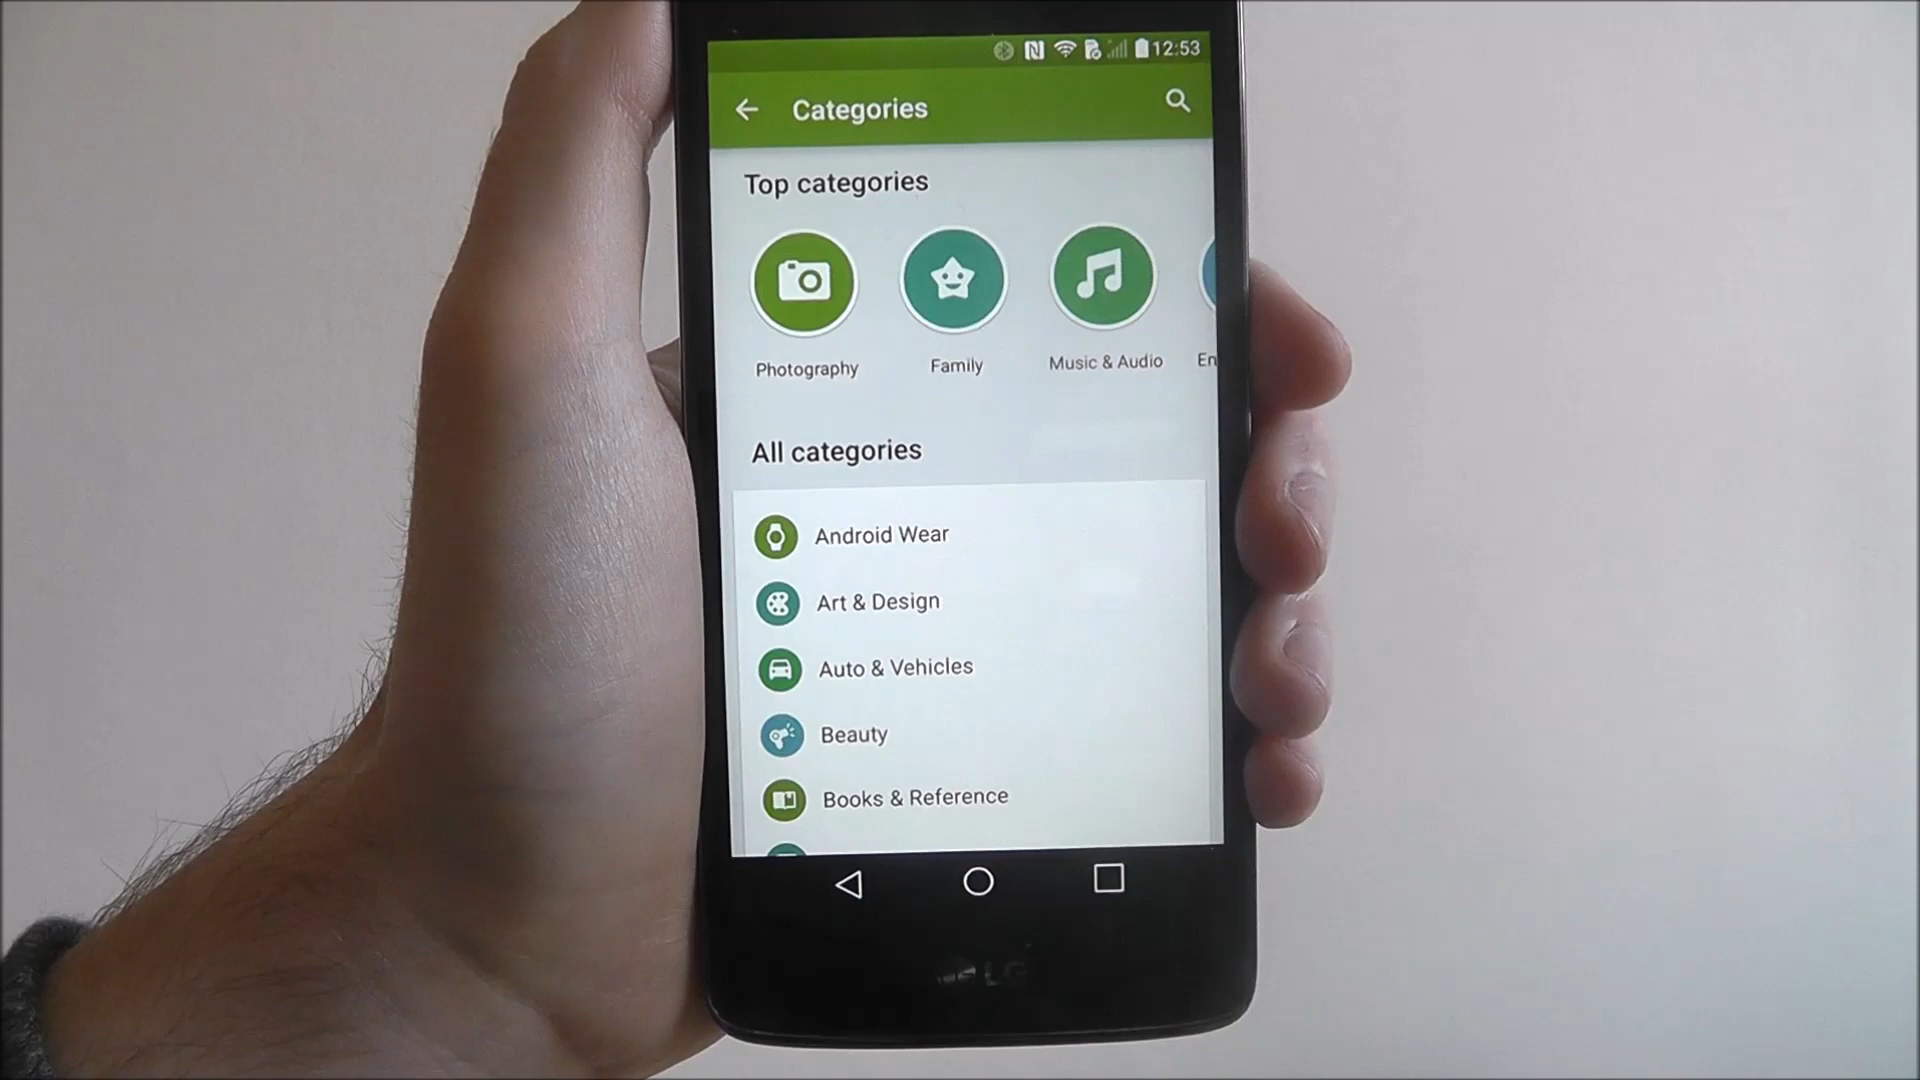 12:53
Categories
Top categories
Photography
Family
Music & Audio
En
All categories
Android Wear
Art & Design
Auto & Vehicles
Beauty
Books & Reference
LG